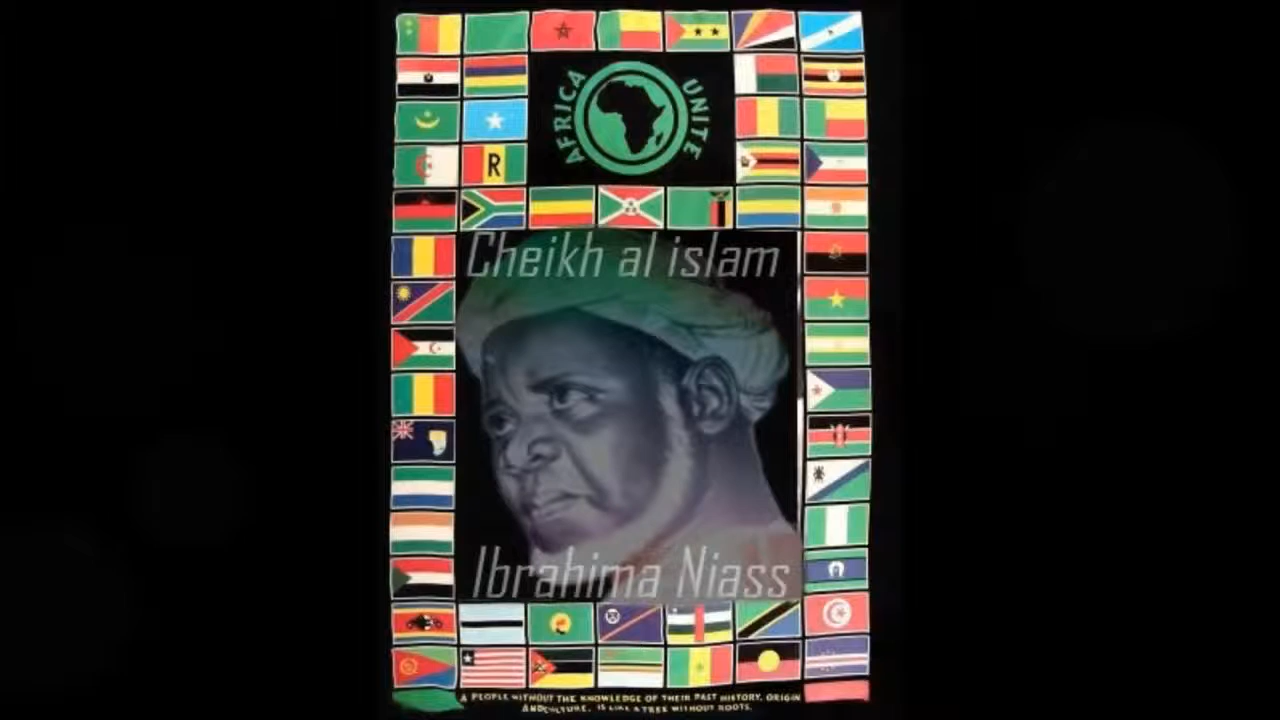 AFRICA UNITE
R
Cheikh al islam
Ibrahima Niass
A PEOPLE WITHOUT THE KNOWLEDGE OF THEIR PAST HISTORY, ORIGIN
AND CULTURE, IS LIKE A TREE WITHOUT ROOTS.